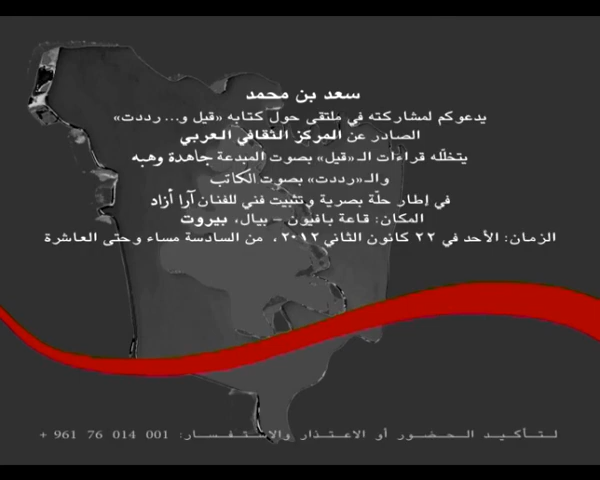 سعد بن محمد
يدعوكم لمشاركته في ملتقى حول كتابه «قيل و... رددت»
الصادر عن المركز الثقافي العربي
يتخلّله قراءات الـ «قيل» بصوت المبدعة جاهدة وهبه
والـ «رددت» بصوت الكاتب
في إطار حلّة بصرية وتثبيت فني للفنان آرا أزاد
المكان: قاعة بافيون – بيال، بيروت
الزمان: الأحد في ٢٢ كانون الثاني ٢٠١٢، من السادسة مساء وحتى العاشرة
لتأكيد الحضور أو الاعتذار والإستفسار: 001 014 76 961 +